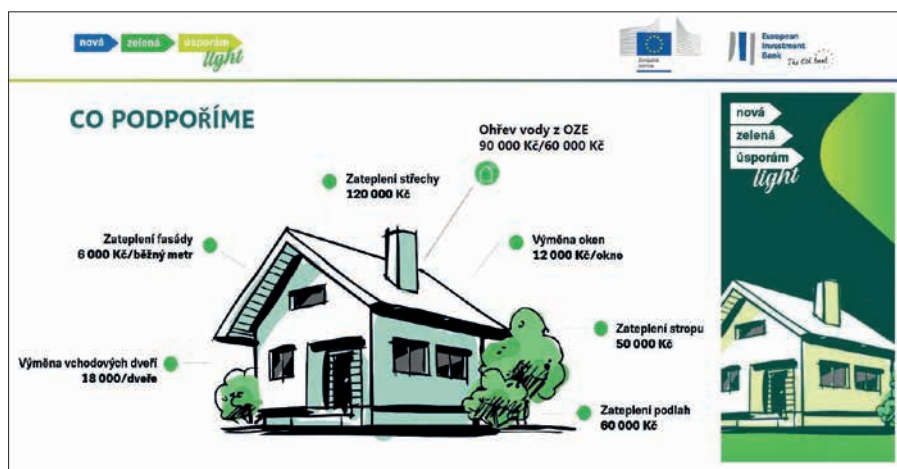 nová zelená úsporám
light
Evropská
komise
European
Investment
Bank
The EU bank
CO PODPOŘÍME
Ohřev vody z OZE
90 000 Kč/60 000 Kč
Zateplení střechy
120 000 Kč
Zateplení fasády
6 000 Kč/běžný metr
Výměna oken
12 000 Kč/okno
Zateplení stropu
50 000 Kč
Výměna vchodových dveří
18 000/dveře
Zateplení podlah
60 000 Kč
nová
zelená
úsporám
light